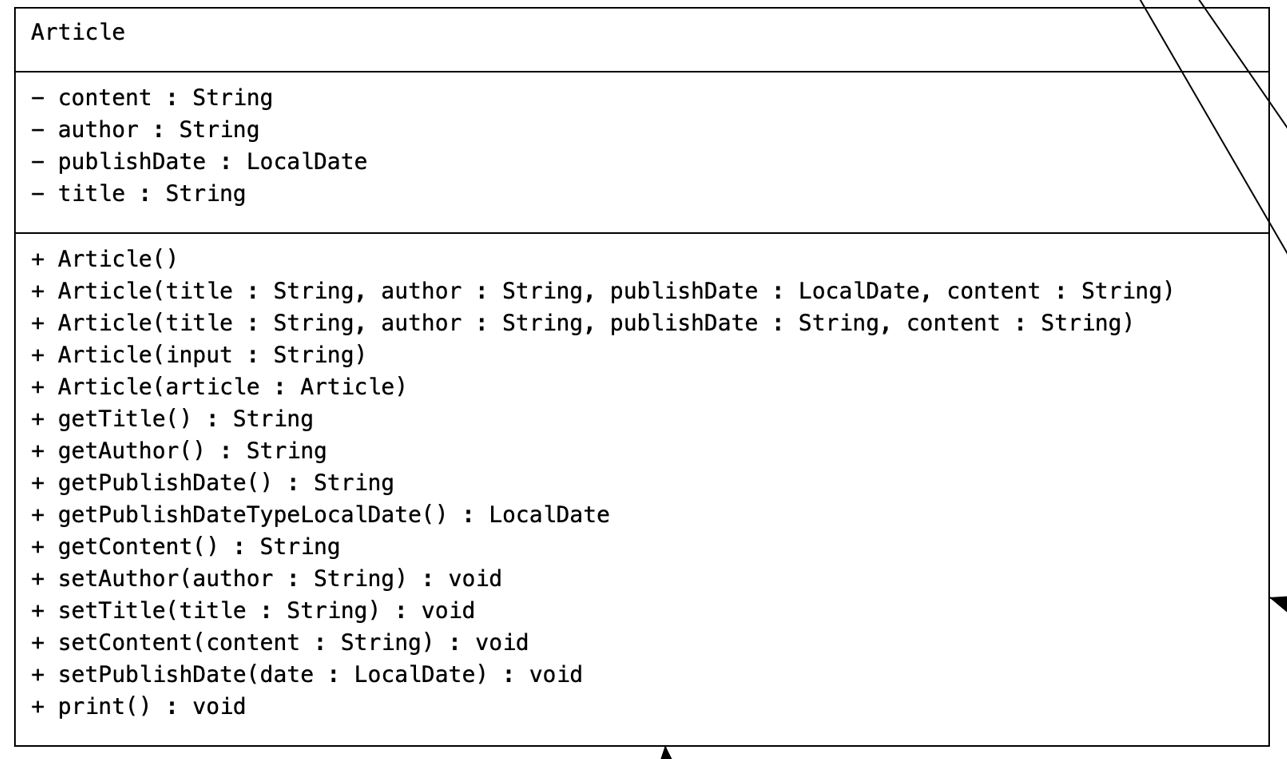 Article
- content : String
- author : String
- publishDate : LocalDate
- title : String
+ Article()
+ Article(title : String, author : String, publishDate : LocalDate, content : String)
+ Article(title : String, author : String, publishDate : String, content : String)
+ Article(input : String)
+ Article(article : Article)
+ getTitle() : String
+ getAuthor() : String
+ getPublishDate() : String
+ getPublishDateTypeLocalDate() : LocalDate
+ getContent() : String
+ setAuthor(author : String) : void
+ setTitle(title : String) : void
+ setContent(content : String) : void
+ setPublishDate(date : LocalDate) : void
+ print() : void